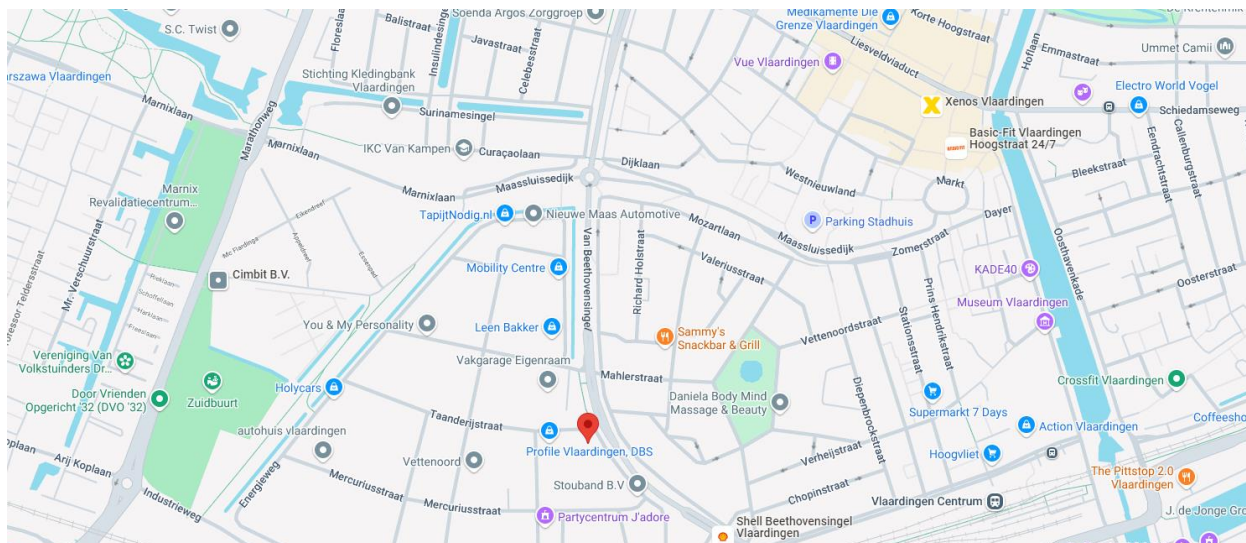 S.C. Twist
Floreslaan
Balistraat
Insulindesingel
Javastraat
Celebesstraat
Soenda Argos Zorggroep
Medikamente Die
Grenze Vlaardingen
Korte Hoogstraat
Liesveldviaduct
Hoflaan
Emmastraat
Ummet Camii
Vue Vlaardingen
Electro World Vogel
Stichting Kledingbank
Vlaardingen
Marnixlaan
Marathonweg
Surinamesingel
Xenos Vlaardingen
Schiedamseweg
Basic-Fit Vlaardingen
Hoogstraat 24/7
IKC Van Kampen
Curaçaolaan
Dijklaan
Marnixlaan
Marnixlaan
Maassluissedijk
Westnieuwland
Markt
Bleekstraat
Eendrachtstraat
Callenburgstraat
Marnix
Revalidatiecentrum...
Eikendreef
TapijtNodig.nl
Nieuwe Maas Automotive
Mozartlaan
P
Parking Stadhuis
Dayer
Mr. Verschuurstraat
Maassluissedijk
Zomerstraat
Oosthavenkade
Cimbit B.V.
Mobility Centre
Van Beethovensingel
Richard Holstraat
Valeriusstraat
KADE40
Oosterstraat
Schoffellaan
Harklaan
Museum Vlaardingen
Prins Hendrikstraat
Stationsstraat
You & My Personality
Leen Bakker
Sammy's
Snackbar & Grill
Vettenoordstraat
Vereniging Van
Volkstuinders Dr...
Vakgarage Eigenraam
Mahlerstraat
Crossfit Vlaardingen
Door Vrienden
Opgericht '32 (DVO '32)
Zuidbuurt
Holycars
Daniela Body Mind
Massage & Beauty
Diepenbrockstraat
Supermarkt 7 Days
Action Vlaardingen
Taanderijstraat
autohuis vlaardingen
Profile Vlaardingen, DBS
Verheijstraat
Hoogvliet
Arij Koplaan
Vettenoord
Energieweg
Mercuriusstraat
Stouband B.V
Chopinstraat
The Pittstop 2.0
Vlaardingen
Industrieweg
Mercuriusstraat
Vlaardingen Centrum
Partycentrum J'adore
Shell Beethovensingel
Vlaardingen